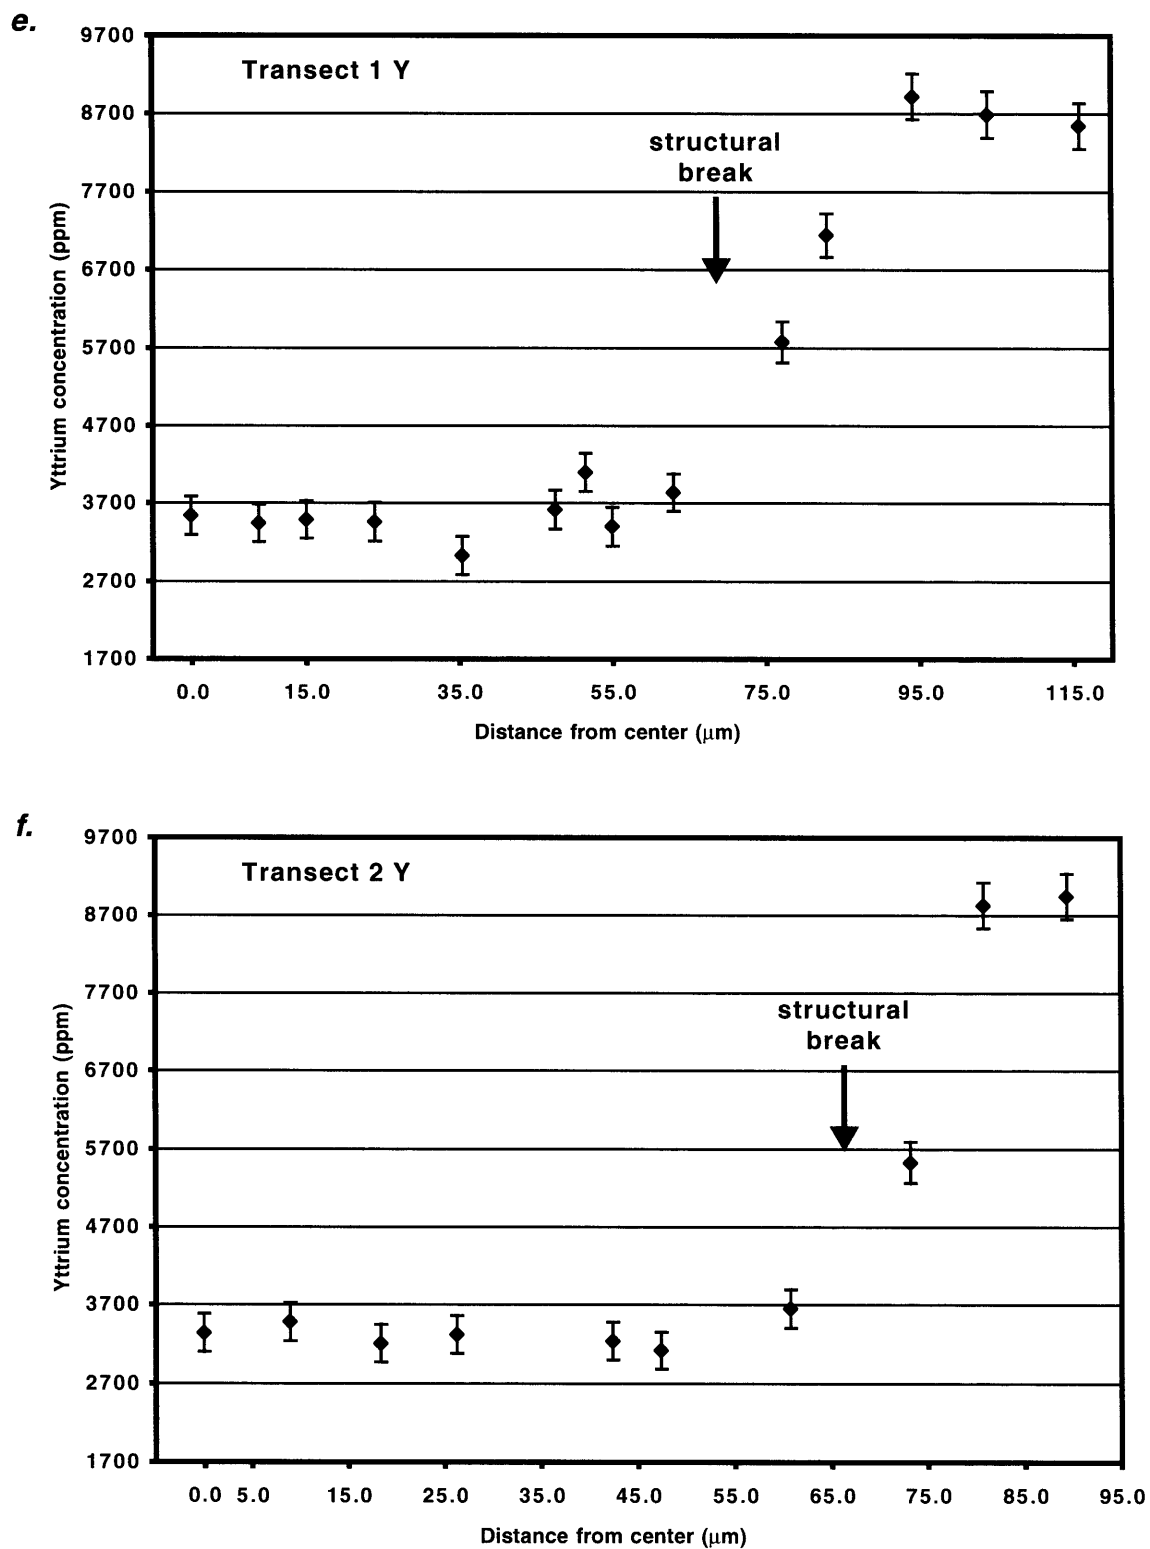 e.
9700
Transect 1 Y
8700
structural
break
7700
6700
5700
4700
3700
2700
1700
Yttrium concentration (ppm)
0.0 15.0 35.0 55.0 75.0 95.0 115.0
Distance from center (μm)
f.
9700
Transect 2 Y
8700
7700
structural
break
6700
5700
4700
3700
2700
1700
Yttrium concentration (ppm)
0.0 5.0 15.0 25.0 35.0 45.0 55.0 65.0 75.0 85.0 95.0
Distance from center (μm)